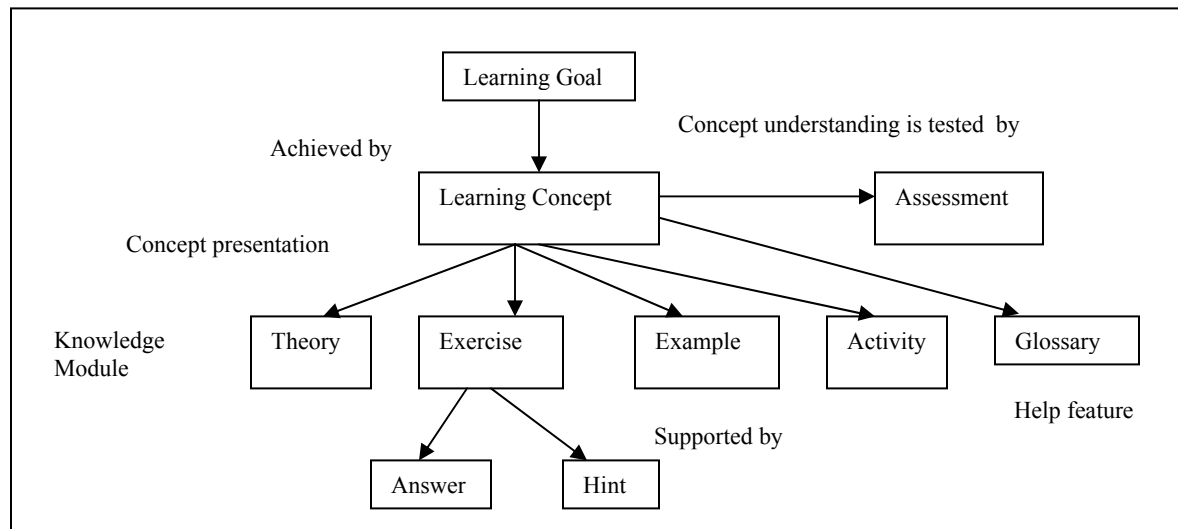 Learning Goal
Concept understanding is tested by
Achieved by
Learning Concept
Assessment
Concept presentation
Knowledge
Module
Theory
Exercise
Example
Activity
Glossary
Help feature
Supported by
Answer
Hint